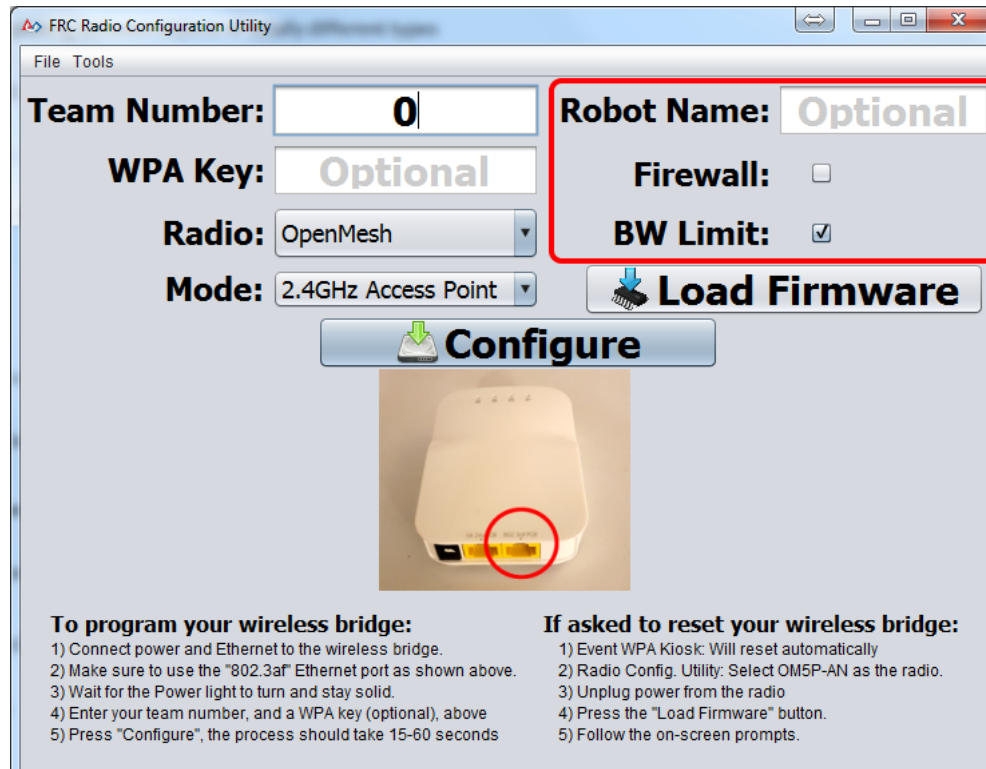 FRC Radio Configuration Utility
File Tools
Team Number: 0
Robot Name: Optional
WPA Key: Optional
Firewall:
Radio: OpenMesh
BW Limit:
Mode: 2.4GHz Access Point
Load Firmware
Configure
To program your wireless bridge:
1) Connect power and Ethernet to the wireless bridge.
2) Make sure to use the "802.3af" Ethernet port as shown above.
3) Wait for the Power light to turn and stay solid.
4) Enter your team number, and a WPA key (optional), above
5) Press "Configure", the process should take 15-60 seconds
If asked to reset your wireless bridge:
1) Event WPA Kiosk: Will reset automatically
2) Radio Config. Utility: Select OM5P-AN as the radio.
3) Unplug power from the radio
4) Press the "Load Firmware" button.
5) Follow the on-screen prompts.